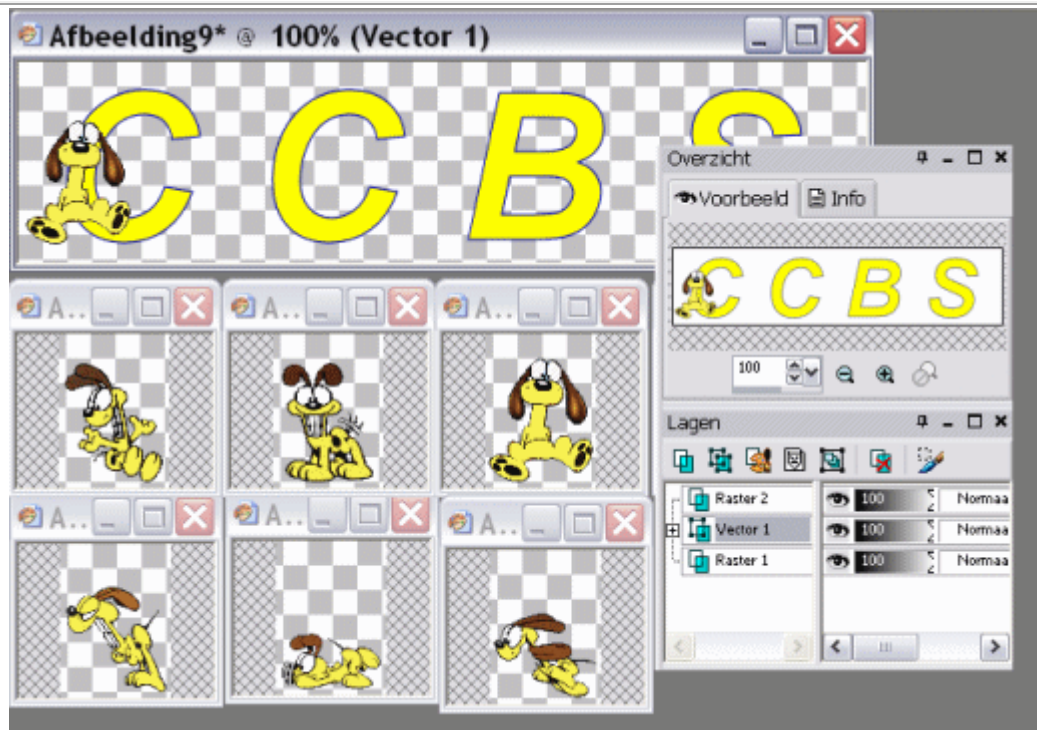 Afbeelding9* @ 100% (Vector 1)
C C B S
Overzicht
Voorbeeld Info
C C B S
100
A.. A.. A..
Lagen
Raster 2 100 Normaa
Vector 1 100 Normaa
Raster 1 100 Normaa
A.. A.. A..